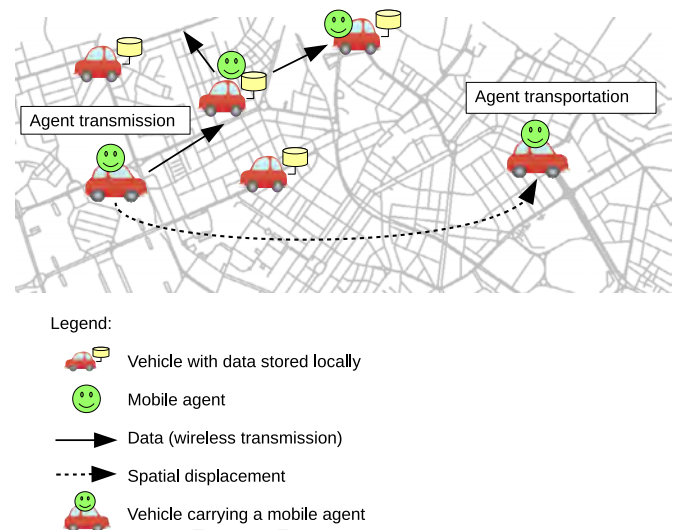 Agent transmission
Agent transportation
Legend:
Vehicle with data stored locally
Mobile agent
Data (wireless transmission)
Spatial displacement
Vehicle carrying a mobile agent